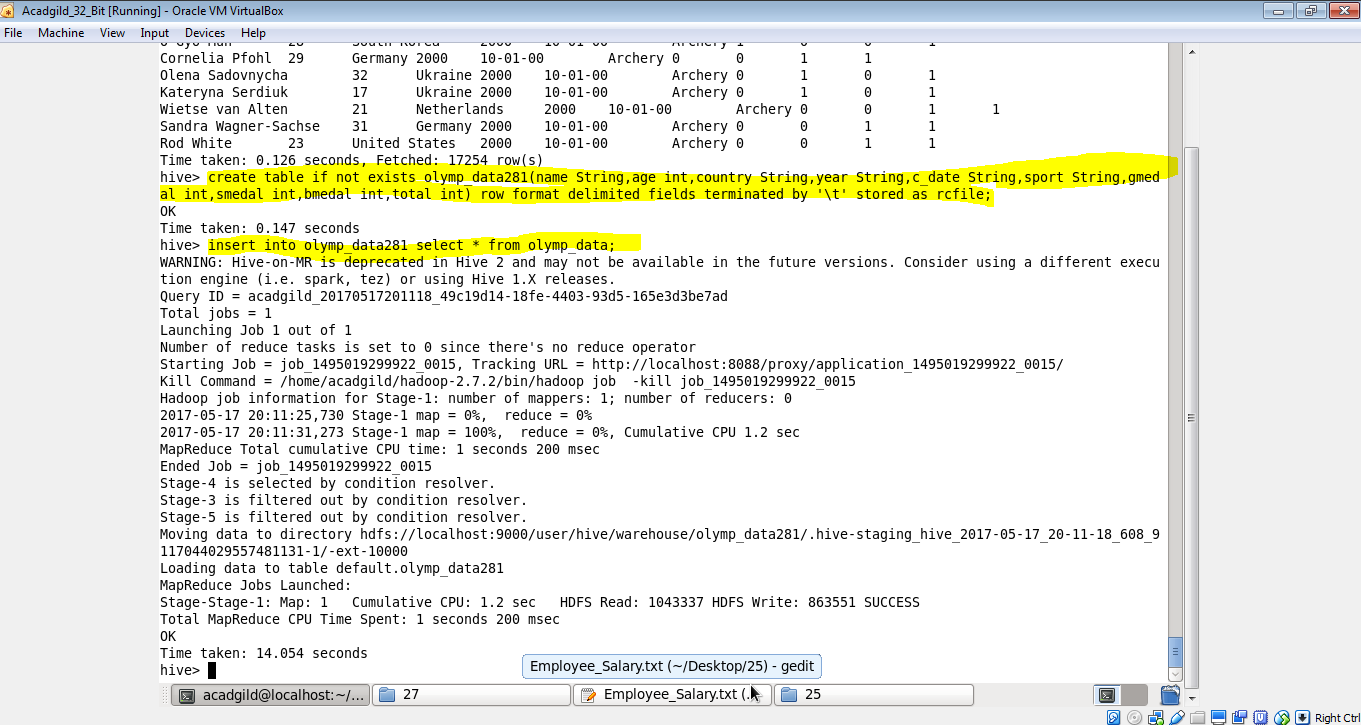 Acadgild_32_Bit [Running] - Oracle VM VirtualBox
File Machine View Input Devices Help
Cornelia Pfohl 29 Germany 2000 10-01-00 Archery 0 0 1 1
Olena Sadovnycha 32 Ukraine 2000 10-01-00 Archery 0 1 0 1
Kateryna Serdiuk 17 Ukraine 2000 10-01-00 Archery 0 1 0 1
Wietse van Alten 21 Netherlands 2000 10-01-00 Archery 0 0 1 1
Sandra Wagner-Sachse 31 Germany 2000 10-01-00 Archery 0 0 1 1
Rod White 23 United States 2000 10-01-00 Archery 0 0 1 1
Time taken: 0.126 seconds, Fetched: 17254 row(s)
hive> create table if not exists olymp_data281(name String,age int,country String,year String,c_date String,sport String,gmed
al int,smedal int,bmedal int,total int) row format delimited fields terminated by '\t' stored as rcfile;
OK
Time taken: 0.147 seconds
hive> insert into olymp_data281 select * from olymp_data;
WARNING: Hive-on-MR is deprecated in Hive 2 and may not be available in the future versions. Consider using a different execu
tion engine (i.e. spark, tez) or using Hive 1.X releases.
Query ID = acadgild_20170517201118_49c19d14-18fe-4403-93d5-165e3d3be7ad
Total jobs = 1
Launching Job 1 out of 1
Number of reduce tasks is set to 0 since there's no reduce operator
Starting Job = job_1495019299922_0015, Tracking URL = http://localhost:8088/proxy/application_1495019299922_0015/
Kill Command = /home/acadgild/hadoop-2.7.2/bin/hadoop job  -kill job_1495019299922_0015
Hadoop job information for Stage-1: number of mappers: 1; number of reducers: 0
2017-05-17 20:11:25,730 Stage-1 map = 0%,  reduce = 0%
2017-05-17 20:11:31,273 Stage-1 map = 100%,  reduce = 0%, Cumulative CPU 1.2 sec
MapReduce Total cumulative CPU time: 1 seconds 200 msec
Ended Job = job_1495019299922_0015
Stage-4 is selected by condition resolver.
Stage-3 is filtered out by condition resolver.
Stage-5 is filtered out by condition resolver.
Moving data to directory hdfs://localhost:9000/user/hive/warehouse/olymp_data281/.hive-staging_hive_2017-05-17_20-11-18_608_9
117044029557481131-1/-ext-10000
Loading data to table default.olymp_data281
MapReduce Jobs Launched:
Stage-Stage-1: Map: 1   Cumulative CPU: 1.2 sec   HDFS Read: 1043337 HDFS Write: 863551 SUCCESS
Total MapReduce CPU Time Spent: 1 seconds 200 msec
OK
Time taken: 14.054 seconds
hive>
Employee_Salary.txt (~/Desktop/25) - gedit
acadgild@localhost:~/... 27 Employee_Salary.txt (... 25
Right Ctrl